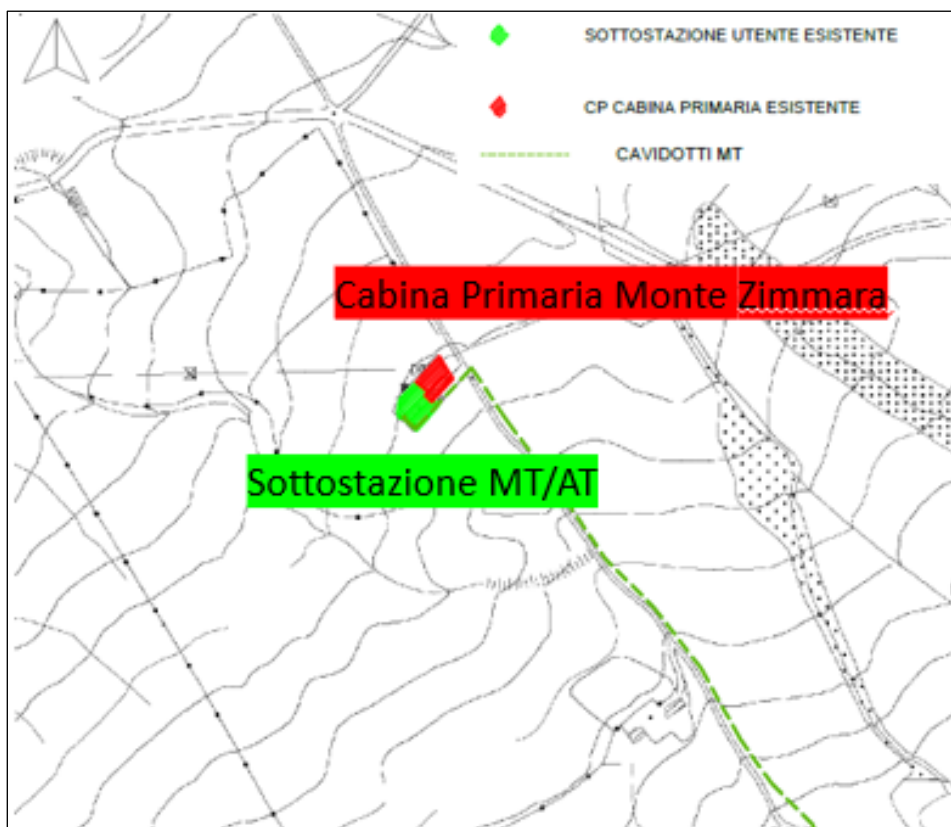 SOTTOSTAZIONE UTENTE ESISTENTE
CP CABINA PRIMARIA ESISTENTE
CAVIDOTTI MT
Cabina Primaria Monte Zimmara
Sottostazione MT/AT